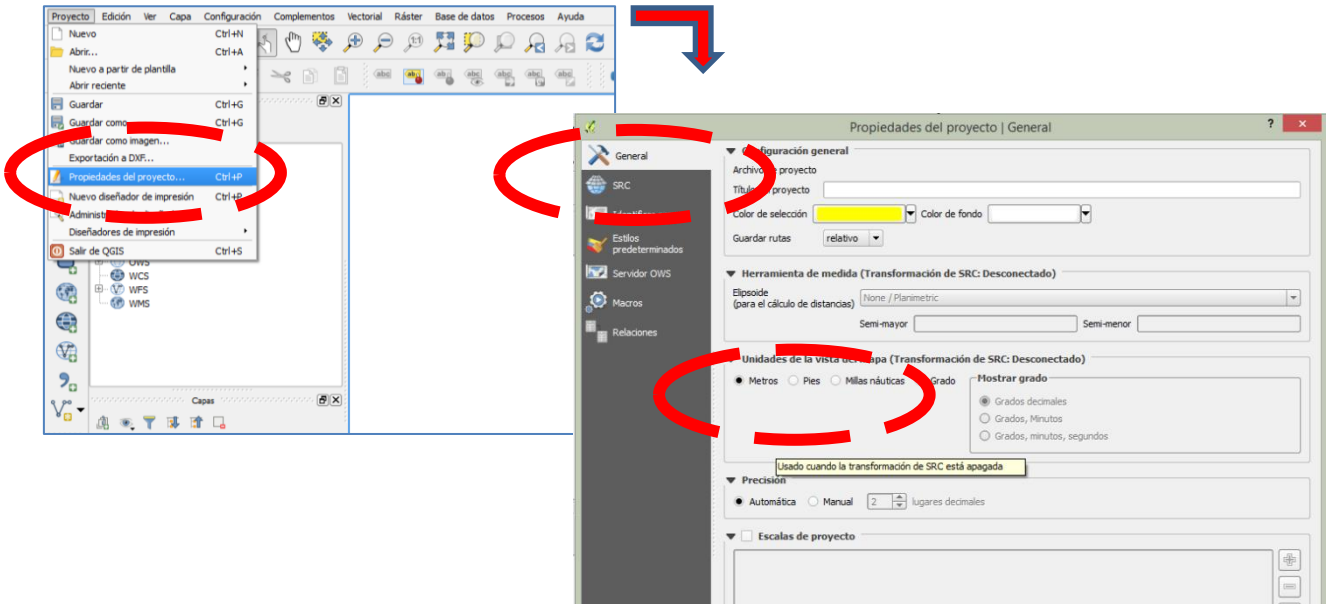 Proyecto Edición Ver Capa Configuración Complementos Vectorial Ráster Base de datos Procesos Ayuda
Nuevo Ctrl+N
Abrir... Ctrl+A
Nuevo a partir de plantilla
Abrir reciente
Guardar Ctrl+G
Guardar como Ctrl+G
Guardar como imagen...
Exportación a DXF...
Propiedades del proyecto... Ctrl+P
Nuevo diseñador de impresión Ctrl+P
Diseñadores de impresión
Salir de QGIS Ctrl+S
OWS
WCS
WFS
WMS
Capas
Propiedades del proyecto | General
General
SRC
Estilos
predeterminados
Servidor OWS
Macros
Relaciones
Configuración general
Archivo de proyecto
Color de selección Color de fondo
Guardar rutas relativo
Herramienta de medida (Transformación de SRC: Desconectado)
Elipsoide
(para el cálculo de distancias) None / Planimetric
Semi-mayor Semi-menor
Unidades de la vista del mapa (Transformación de SRC: Desconectado)
Metros Pies Millas náuticas Grado
Mostrar grado
Grados decimales
Grados, Minutos
Grados, minutos, segundos
Usado cuando la transformación de SRC está apagada
Precisión
Automática Manual 2 lugares decimales
Escalas de proyecto